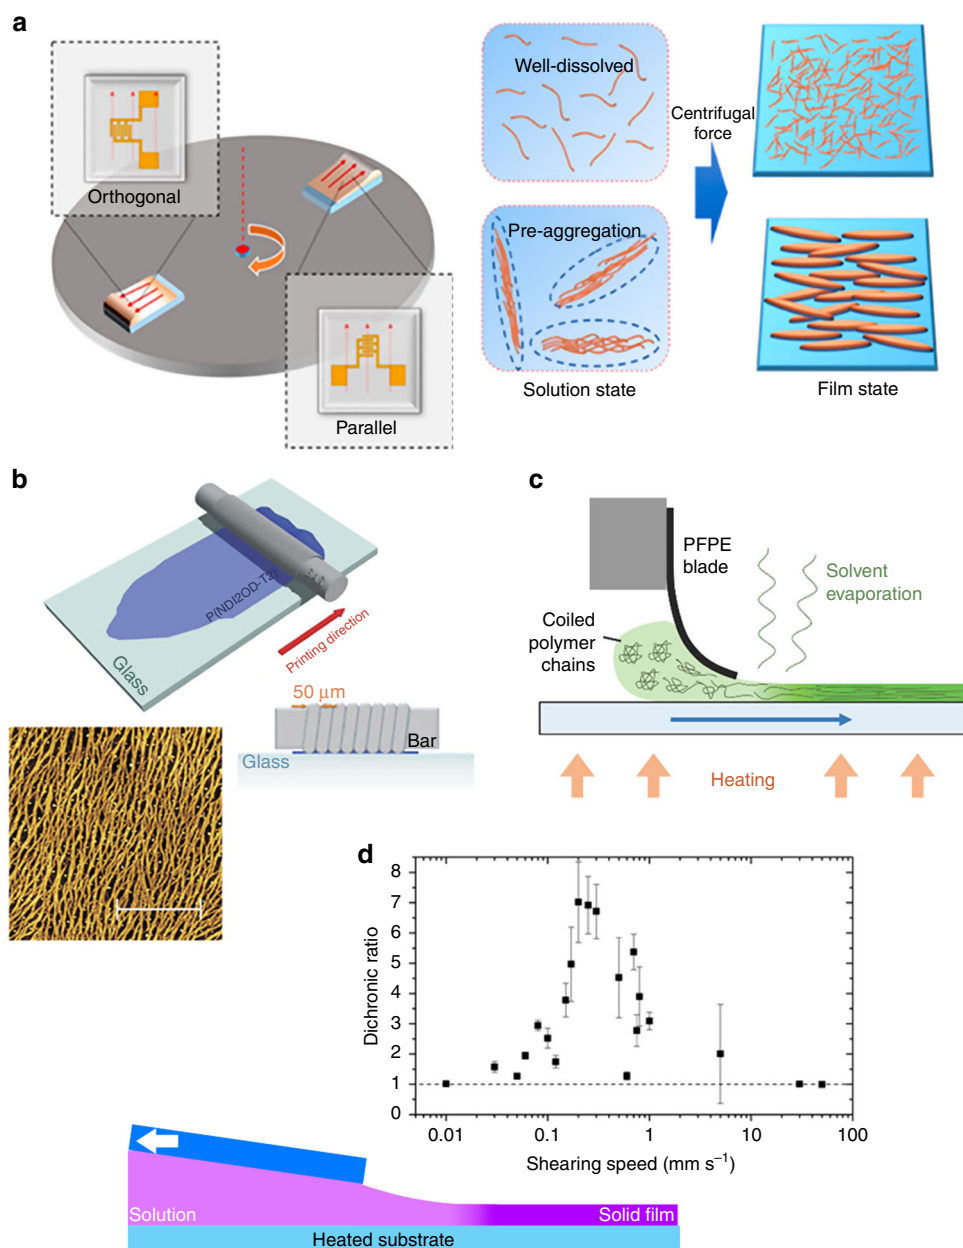 a
Orthogonal
Parallel
Well-dissolved
Pre-aggregation
Solution state
Centrifugal
force
Film state
b
P(NDI2OD-T2)
Glass
Printing direction
50 μm
Bar
Glass
c
PFPE
blade
Solvent
evaporation
Coiled
polymer
chains
Heating
d
Dichronic ratio
8
7
6
5
4
3
2
1
0
0.01
0.1
1
10
100
Shearing speed (mm s⁻¹)
Solution
Solid film
Heated substrate